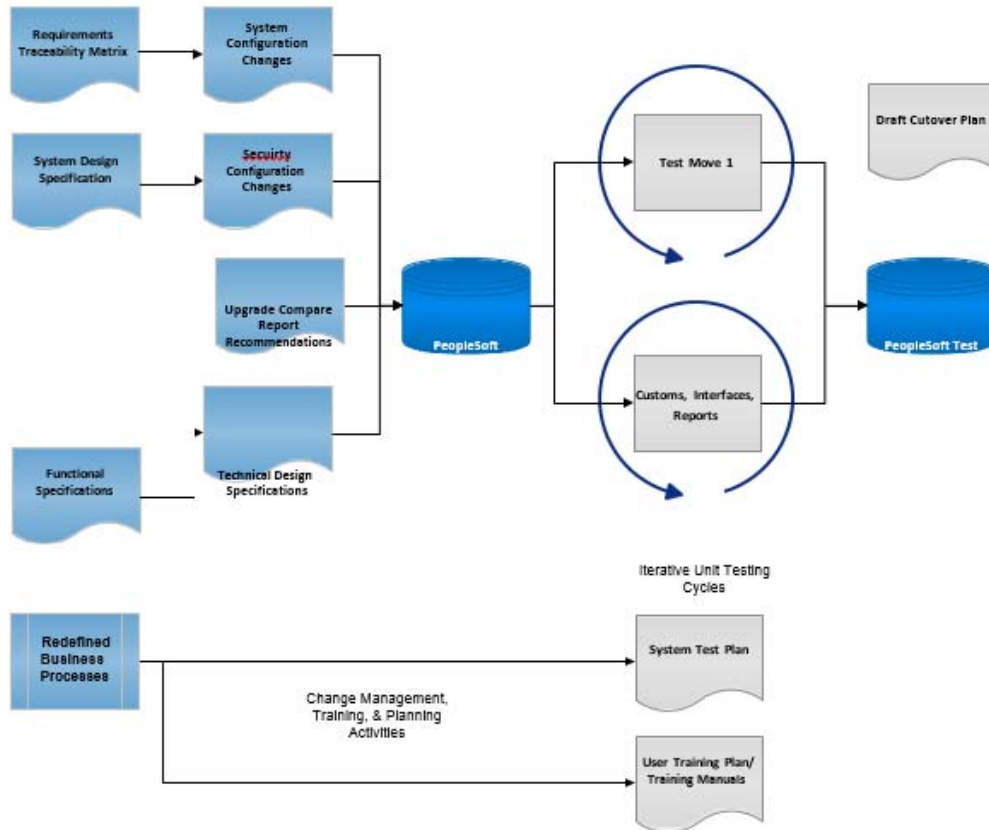 Requirements
Traceability Matrix
System
Configuration
Changes
Draft Cutover Plan
Test Move 1
System Design
Specification
Secuirty
Configuration
Changes
Upgrade Compare
Report
Recommendations
PeopleSoft
PeopleSoft Test
Customs, Interfaces,
Reports
Functional
Specifications
Technical Design
Specifications
Iterative Unit Testing
Cycles
Redefined
Business
Processes
System Test Plan
Change Management,
Training, & Planning
Activities
User Training Plan/
Training Manuals